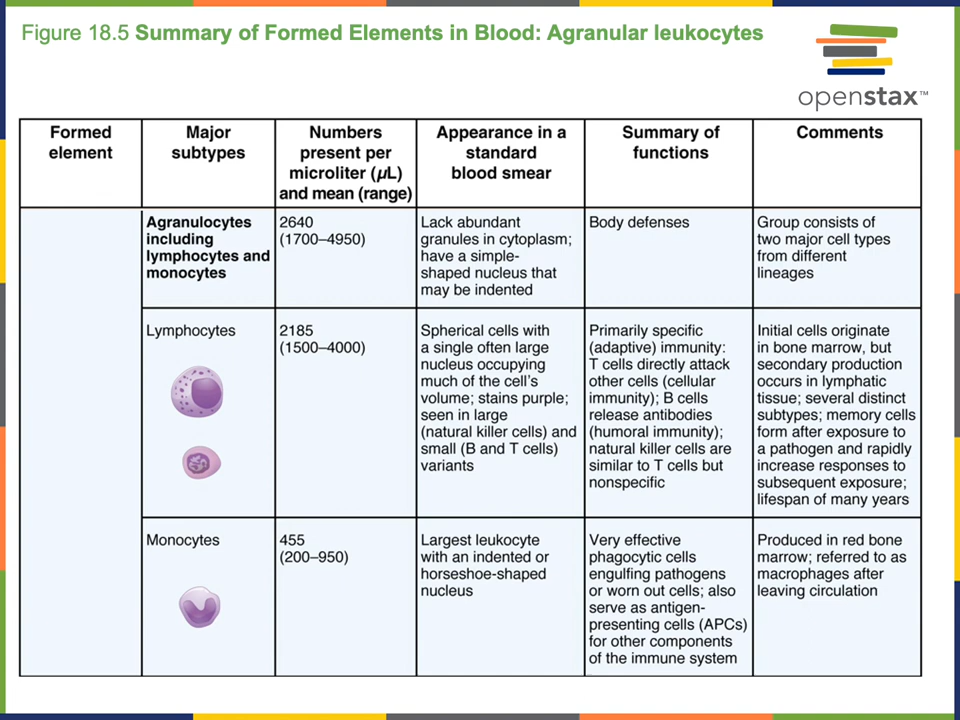 Figure 18.5 Summary of Formed Elements in Blood: Agranular leukocytes
openstax™
Formed
element
Major
subtypes
Numbers
present per
microliter (µL)
and mean (range)
Appearance in a
standard
blood smear
Summary of
functions
Comments
Agranulocytes
including
lymphocytes and
monocytes
2640
(1700–4950)
Lack abundant
granules in cytoplasm;
have a simple-
shaped nucleus that
may be indented
Body defenses
Group consists of
two major cell types
from different
lineages
Lymphocytes
2185
(1500–4000)
Spherical cells with
a single often large
nucleus occupying
much of the cell's
volume; stains purple;
seen in large
(natural killer cells) and
small (B and T cells)
variants
Primarily specific
(adaptive) immunity:
T cells directly attack
other cells (cellular
immunity); B cells
release antibodies
(humoral immunity);
natural killer cells are
similar to T cells but
nonspecific
Initial cells originate
in bone marrow, but
secondary production
occurs in lymphatic
tissue; several distinct
subtypes; memory cells
form after exposure to
a pathogen and rapidly
increase responses to
subsequent exposure;
lifespan of many years
Monocytes
455
(200–950)
Largest leukocyte
with an indented or
horseshoe-shaped
nucleus
Very effective
phagocytic cells
engulfing pathogens
or worn out cells; also
serve as antigen-
presenting cells (APCs)
for other components
of the immune system
Produced in red bone
marrow; referred to as
macrophages after
leaving circulation